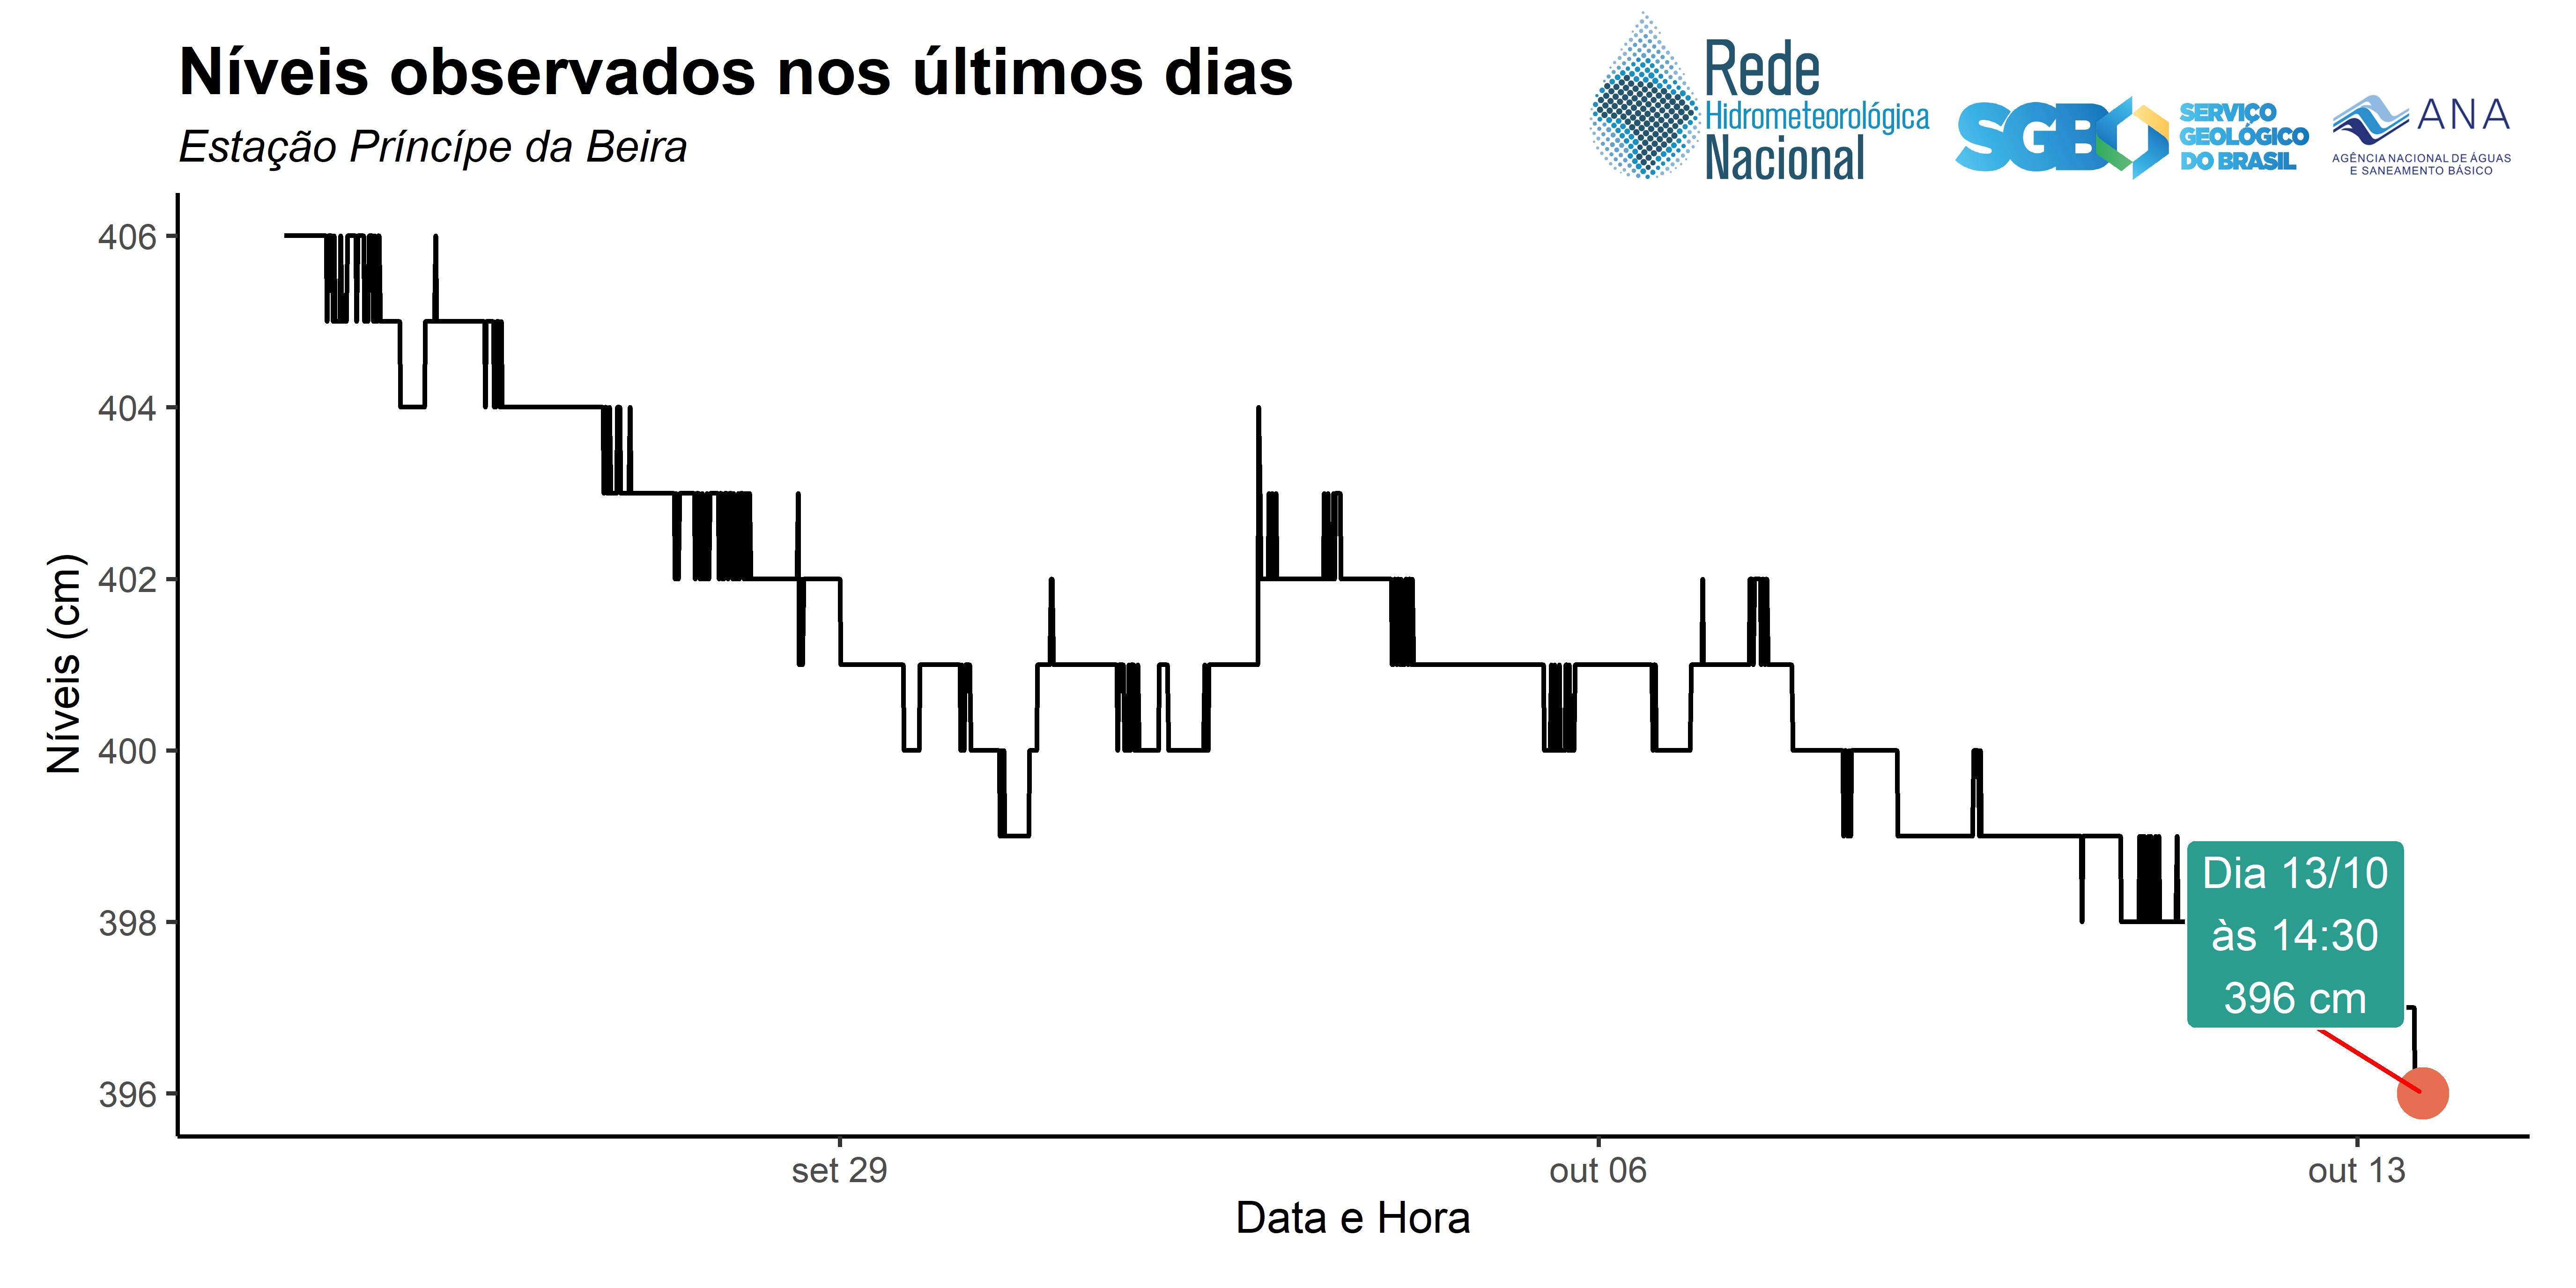 Níveis observados nos últimos dias
Estação Príncípe da Beira
Rede
Hidrometeorológica
Nacional
SGB
SERVIÇO
GEOLÓGICO
DO BRASIL
ANA
AGÊNCIA NACIONAL DE ÁGUAS
E SANEAMENTO BÁSICO
Níveis (cm)
406
404
402
400
398
396
Dia 13/10
às 14:30
396 cm
set 29
out 06
out 13
Data e Hora